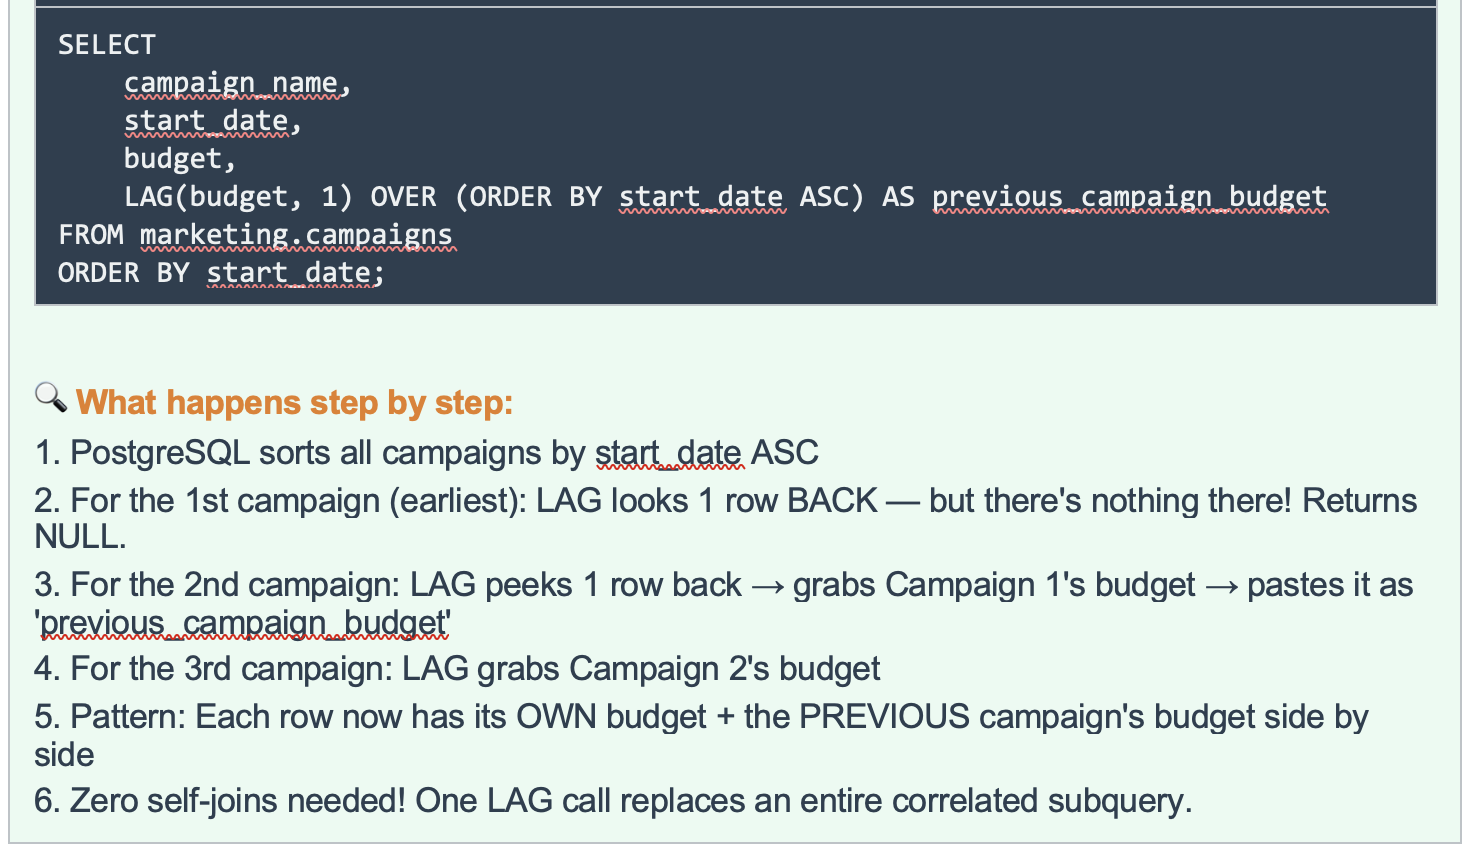 SELECT
    campaign_name,
    start_date,
    budget,
    LAG(budget, 1) OVER (ORDER BY start_date ASC) AS previous_campaign_budget
FROM marketing.campaigns
ORDER BY start_date;
🔍 What happens step by step:
1. PostgreSQL sorts all campaigns by start_date ASC
2. For the 1st campaign (earliest): LAG looks 1 row BACK — but there's nothing there! Returns
NULL.
3. For the 2nd campaign: LAG peeks 1 row back → grabs Campaign 1's budget → pastes it as
'previous_campaign_budget'
4. For the 3rd campaign: LAG grabs Campaign 2's budget
5. Pattern: Each row now has its OWN budget + the PREVIOUS campaign's budget side by
side
6. Zero self-joins needed! One LAG call replaces an entire correlated subquery.